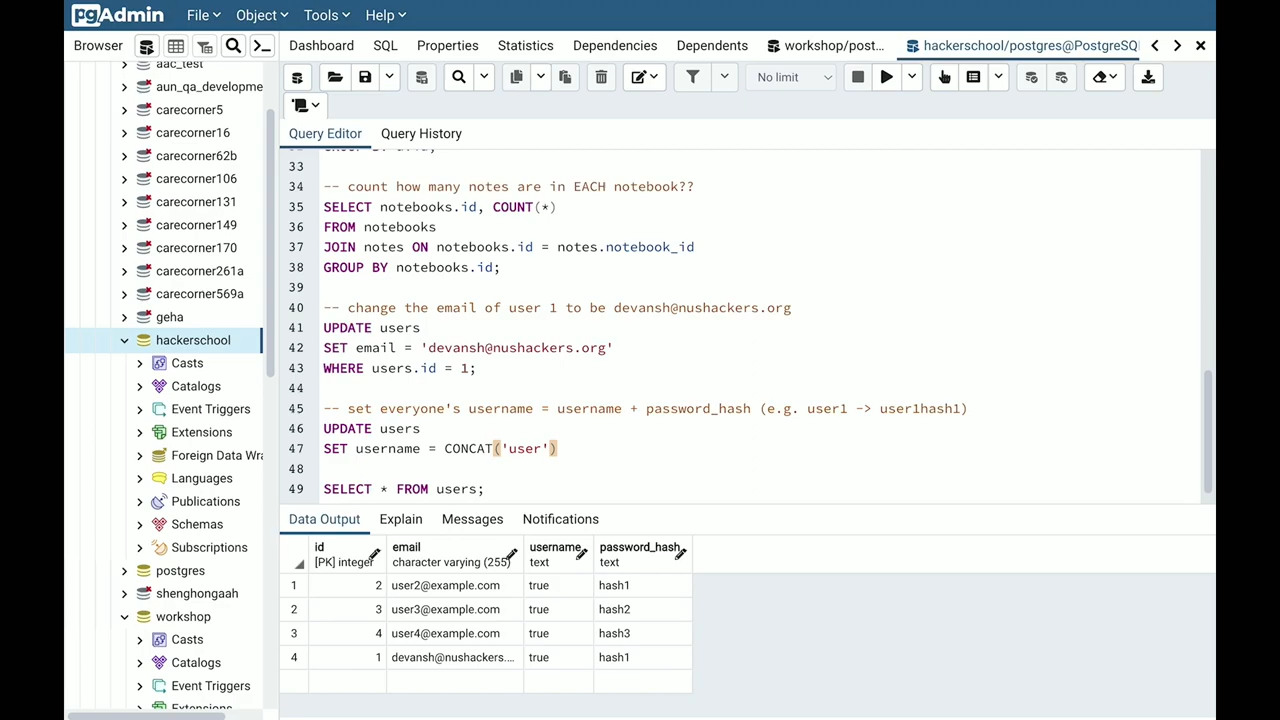 pgAdmin File Object Tools Help
Browser Dashboard SQL Properties Statistics Dependencies Dependents workshop/post... hackerschool/postgres@PostgreSQ
No limit
Query Editor Query History
aac_test
aun_qa_developme
carecorner5
carecorner16
carecorner62b
carecorner106
carecorner131
carecorner149
carecorner170
carecorner261a
carecorner569a
geha
hackerschool
Casts
Catalogs
Event Triggers
Extensions
Foreign Data Wra
Languages
Publications
Schemas
Subscriptions
postgres
shenghongaah
workshop
Casts
Catalogs
Event Triggers
Extensions
33
34 -- count how many notes are in EACH notebook??
35 SELECT notebooks.id, COUNT(*)
36 FROM notebooks
37 JOIN notes ON notebooks.id = notes.notebook_id
38 GROUP BY notebooks.id;
39
40 -- change the email of user 1 to be devansh@nushackers.org
41 UPDATE users
42 SET email = 'devansh@nushackers.org'
43 WHERE users.id = 1;
44
45 -- set everyone's username = username + password_hash (e.g. user1 -> user1hash1)
46 UPDATE users
47 SET username = CONCAT('user')
48
49 SELECT * FROM users;
Data Output Explain Messages Notifications
id email username password_hash
[PK] integer character varying (255) text text
1 2 user2@example.com true hash1
2 3 user3@example.com true hash2
3 4 user4@example.com true hash3
4 1 devansh@nushackers.... true hash1